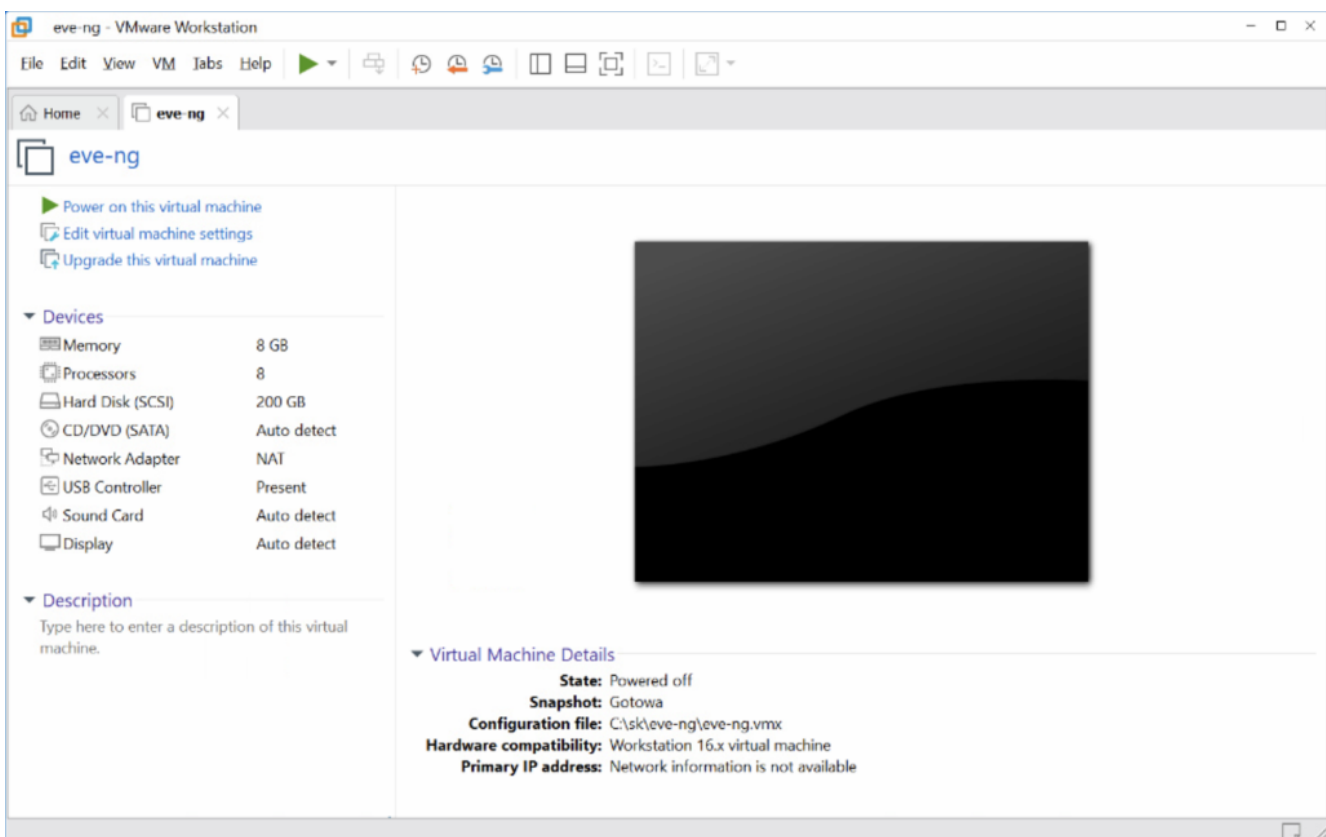 eve-ng - VMware Workstation
File Edit View VM Tabs Help
Home
eve-ng
eve-ng
Power on this virtual machine
Edit virtual machine settings
Upgrade this virtual machine
Devices
Memory 8 GB
Processors 8
Hard Disk (SCSI) 200 GB
CD/DVD (SATA) Auto detect
Network Adapter NAT
USB Controller Present
Sound Card Auto detect
Display Auto detect
Description
Type here to enter a description of this virtual
machine.
Virtual Machine Details
State: Powered off
Snapshot: Gotowa
Configuration file: C:\sk\eve-ng\eve-ng.vmx
Hardware compatibility: Workstation 16.x virtual machine
Primary IP address: Network information is not available